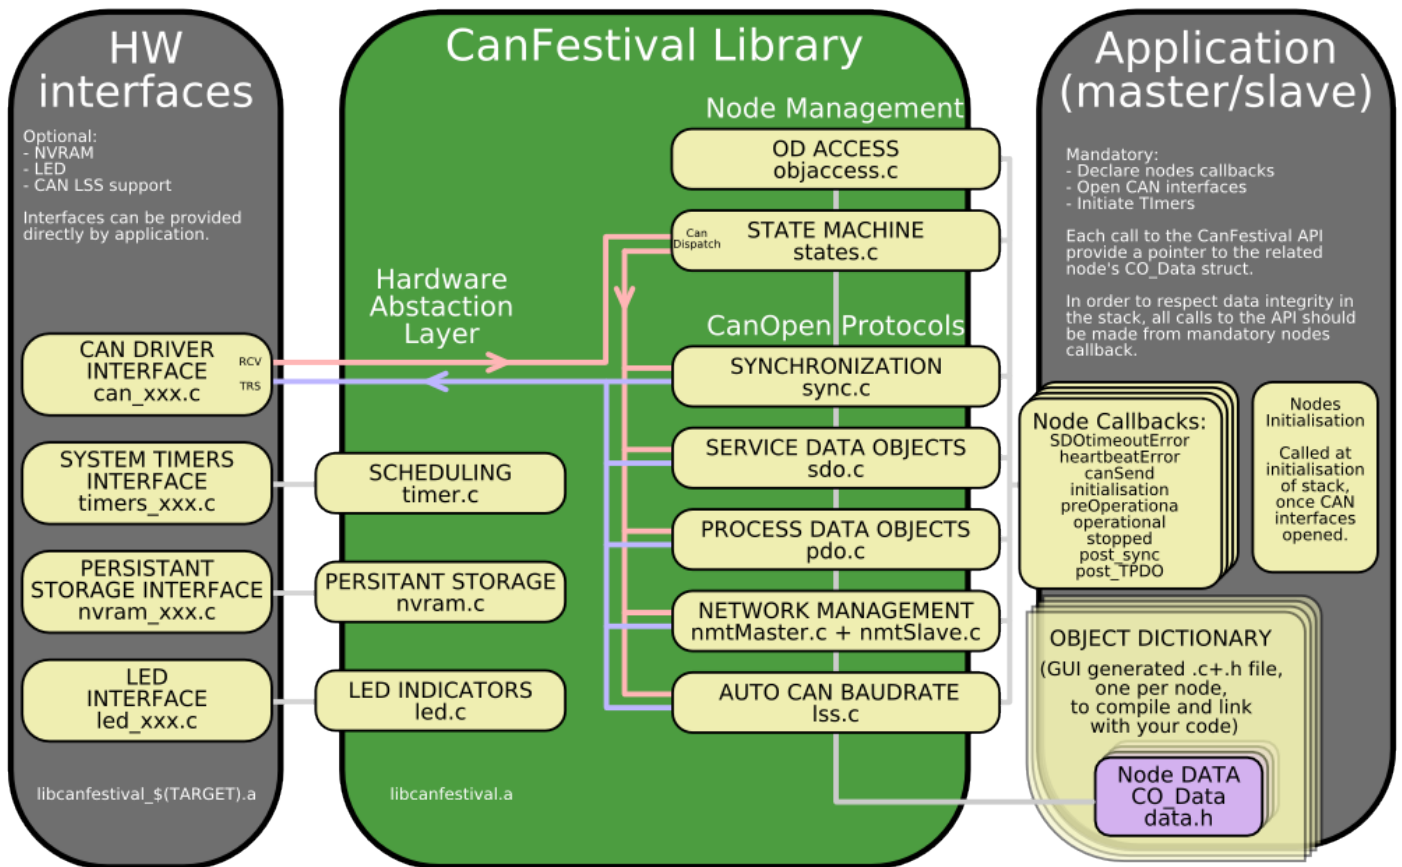 HW
interfaces
Optional:
- NVRAM
- LED
- CAN LSS support
Interfaces can be provided
directly by application.
CAN DRIVER
INTERFACE
can_xxx.c
RCV
TRS
SYSTEM TIMERS
INTERFACE
timers_xxx.c
PERSISTANT
STORAGE INTERFACE
nvram_xxx.c
LED
INTERFACE
led_xxx.c
libcanfestival_$(TARGET).a
CanFestival Library
Hardware
Abstaction
Layer
SCHEDULING
timer.c
PERSITANT STORAGE
nvram.c
LED INDICATORS
led.c
libcanfestival.a
Node Management
OD ACCESS
objaccess.c
Can
Dispatch
STATE MACHINE
states.c
CanOpen Protocols
SYNCHRONIZATION
sync.c
SERVICE DATA OBJECTS
sdo.c
PROCESS DATA OBJECTS
pdo.c
NETWORK MANAGEMENT
nmtMaster.c + nmtSlave.c
AUTO CAN BAUDRATE
lss.c
Application
(master/slave)
Mandatory:
- Declare nodes callbacks
- Open CAN interfaces
- Initiate TImers
Each call to the CanFestival API
provide a pointer to the related
node's CO_Data struct.
In order to respect data integrity in
the stack, all calls to the API should
be made from mandatory nodes
callback.
Node Callbacks:
SDOtimeoutError
heartbeatError
canSend
initialisation
preOperationa
operational
stopped
post_sync
post_TPDO
Nodes
Initialisation
Called at
initialisation
of stack,
once CAN
interfaces
opened.
OBJECT DICTIONARY
(GUI generated .c+.h file,
one per node,
to compile and link
with your code)
Node DATA
CO_Data
data.h